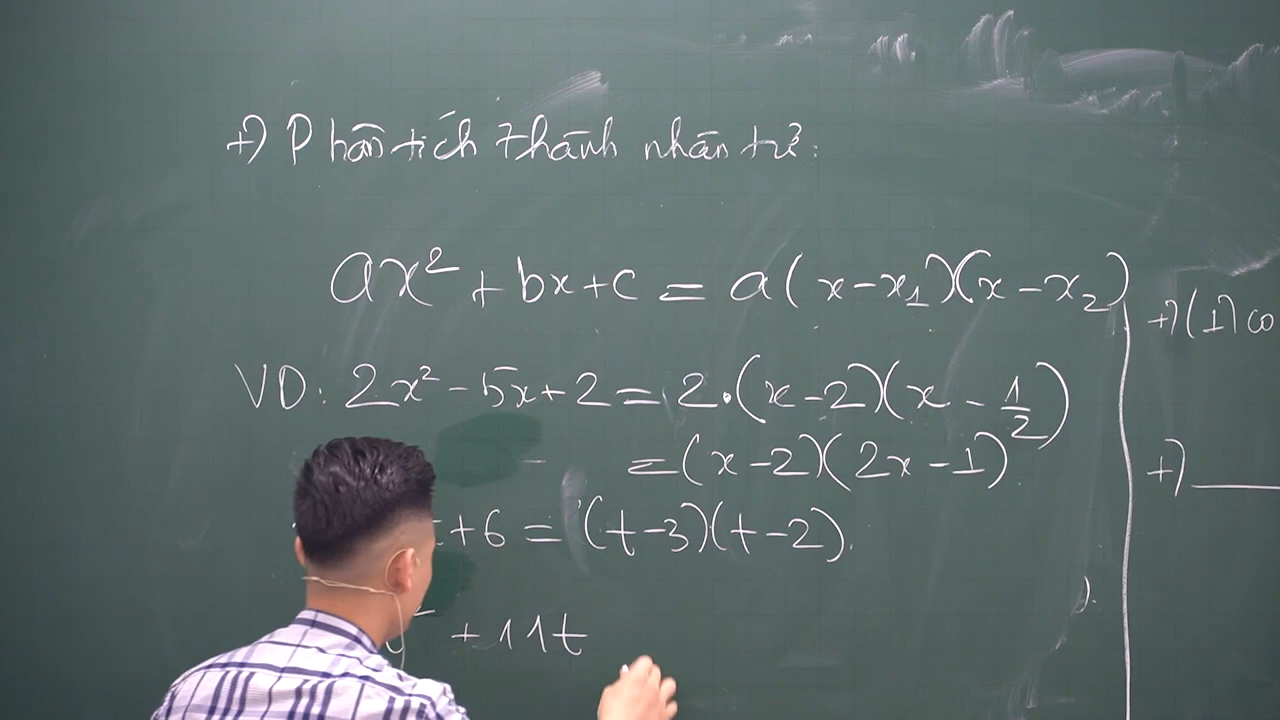 +) Phân tích thành nhân tử:
ax² + bx + c = a(x - x₁)(x - x₂)
VD: 2x² - 5x + 2 = 2.(x - 2)(x - 1/2)
= (x - 2)(2x - 1).
t + 6 = (t - 3)(t - 2).
+ 11t
+) (1) co
+)